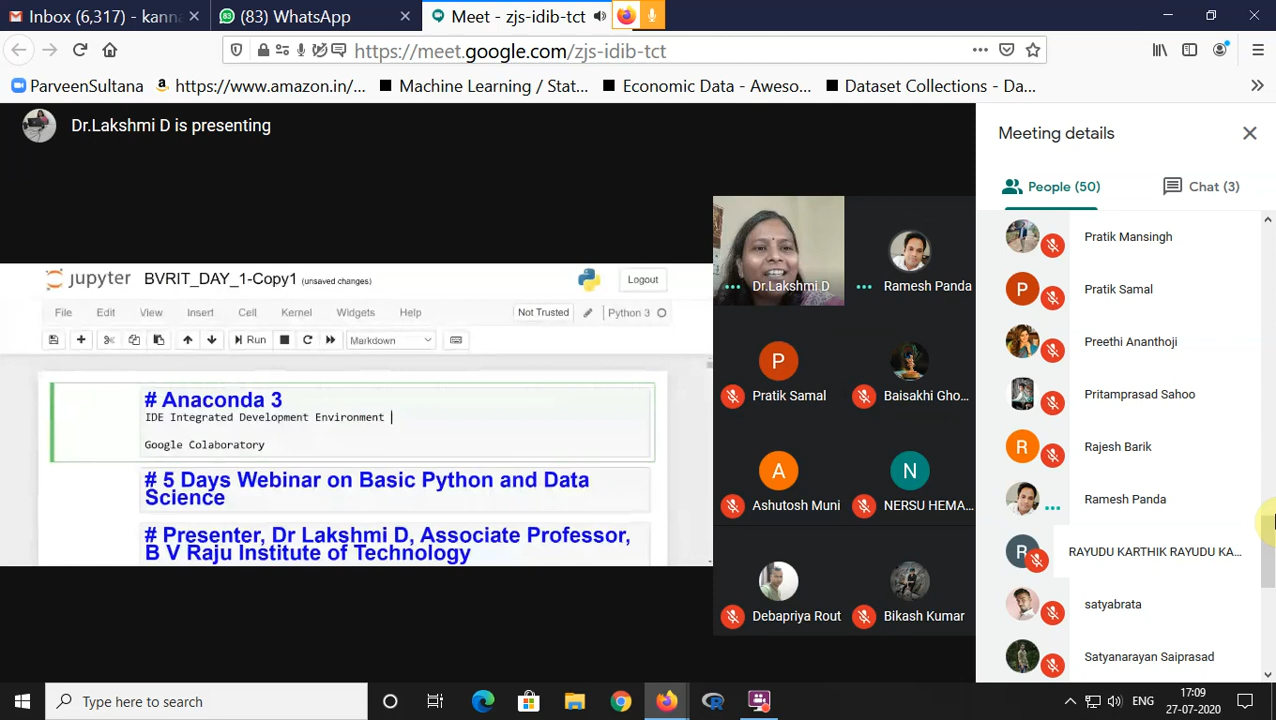 Inbox (6,317) - kanna
(83) WhatsApp
Meet - zjs-idib-tct
https://meet.google.com/zjs-idib-tct
ParveenSultana
https://www.amazon.in/...
Machine Learning / Stat...
Economic Data - Aweso...
Dataset Collections - Da...
Dr.Lakshmi D is presenting
Meeting details
People (50)
Chat (3)
jupyter
BVRIT_DAY_1-Copy1 (unsaved changes)
Logout
File Edit View Insert Cell Kernel Widgets Help
Not Trusted
Python 3
Run
Markdown
# Anaconda 3
IDE Integrated Development Environment
Google Colaboratory
# 5 Days Webinar on Basic Python and Data
Science
# Presenter, Dr Lakshmi D, Associate Professor,
B V Raju Institute of Technology
Dr.Lakshmi D
Ramesh Panda
P
Pratik Samal
Baisakhi Gho...
A
Ashutosh Muni
N
NERSU HEMA...
Debapriya Rout
Bikash Kumar
Pratik Mansingh
P
Pratik Samal
Preethi Ananthoji
Pritamprasad Sahoo
R
Rajesh Barik
Ramesh Panda
R
RAYUDU KARTHIK RAYUDU KA...
satyabrata
Satyanarayan Saiprasad
Type here to search
R
ENG
17:09
27-07-2020